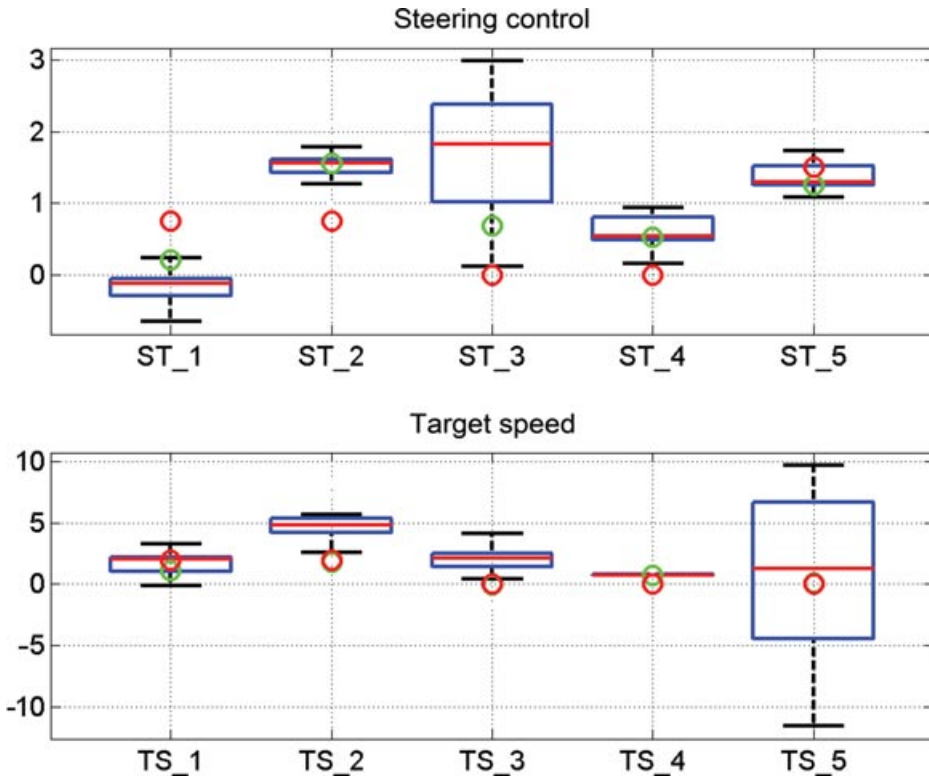 Steering control
3
2
1
0
ST_1 ST_2 ST_3 ST_4 ST_5
Target speed
10
5
0
-5
-10
TS_1 TS_2 TS_3 TS_4 TS_5